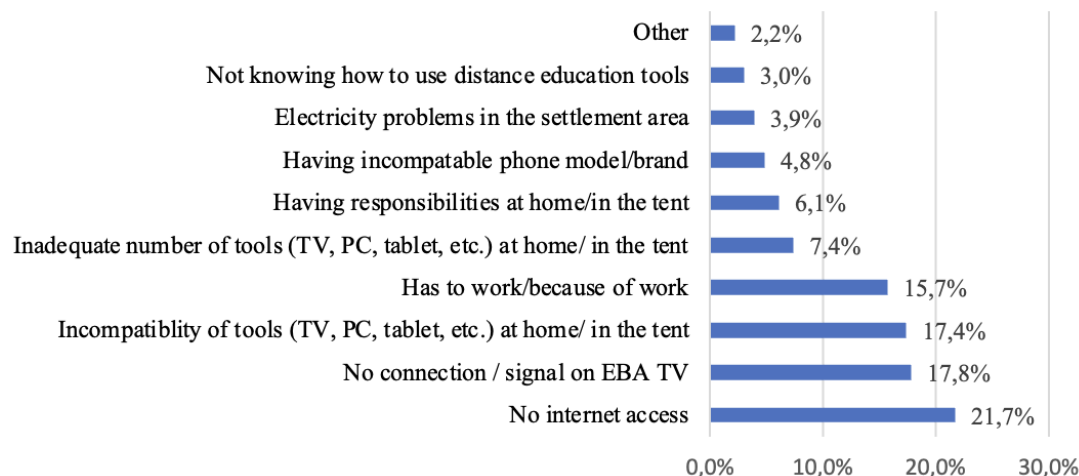 Other 2,2%
Not knowing how to use distance education tools 3,0%
Electricity problems in the settlement area 3,9%
Having incompatable phone model/brand 4,8%
Having responsibilities at home/in the tent 6,1%
Inadequate number of tools (TV, PC, tablet, etc.) at home/ in the tent 7,4%
Has to work/because of work 15,7%
Incompatiblity of tools (TV, PC, tablet, etc.) at home/ in the tent 17,4%
No connection / signal on EBA TV 17,8%
No internet access 21,7%
0,0% 10,0% 20,0% 30,0%